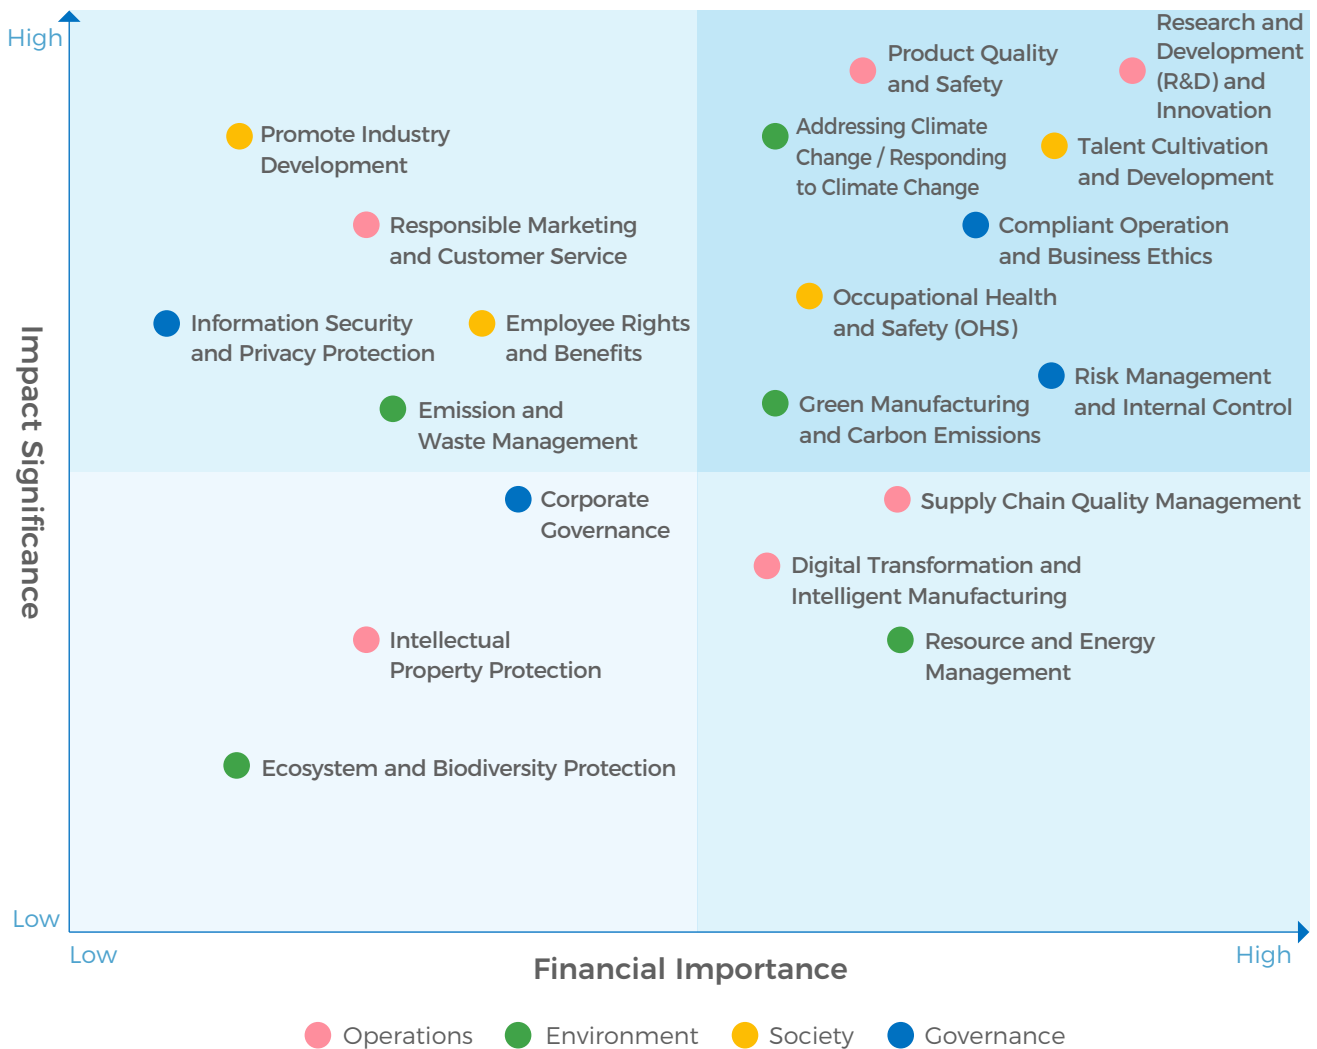 High
Research and
Development
(R&D) and
Innovation
Product Quality
and Safety
Addressing Climate
Change / Responding
to Climate Change
Promote Industry
Development
Talent Cultivation
and Development
Responsible Marketing
and Customer Service
Compliant Operation
and Business Ethics
Occupational Health
and Safety (OHS)
Information Security
and Privacy Protection
Employee Rights
and Benefits
Risk Management
and Internal Control
Green Manufacturing
and Carbon Emissions
Emission and
Waste Management
Impact Significance
Corporate
Governance
Supply Chain Quality Management
Digital Transformation and
Intelligent Manufacturing
Intellectual
Property Protection
Resource and Energy
Management
Ecosystem and Biodiversity Protection
Low
Low
High
Financial Importance
Operations
Environment
Society
Governance